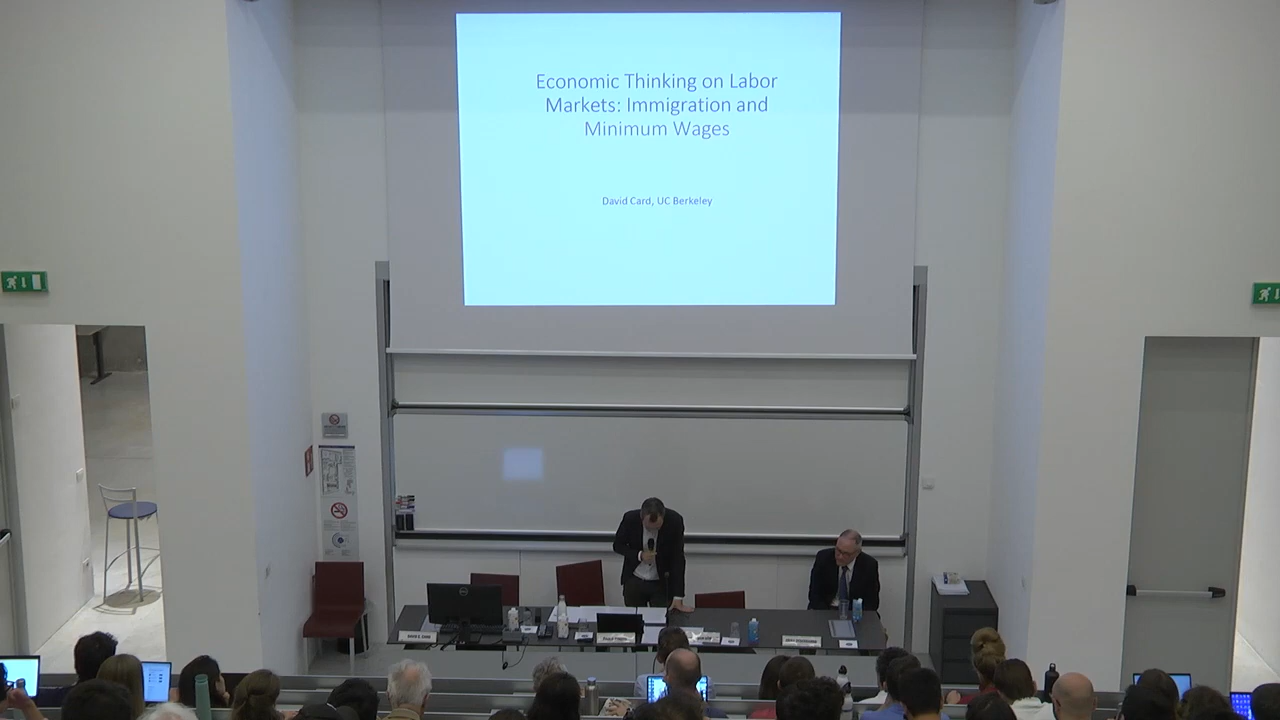 Economic Thinking on Labor
Markets: Immigration and
Minimum Wages
David Card, UC Berkeley